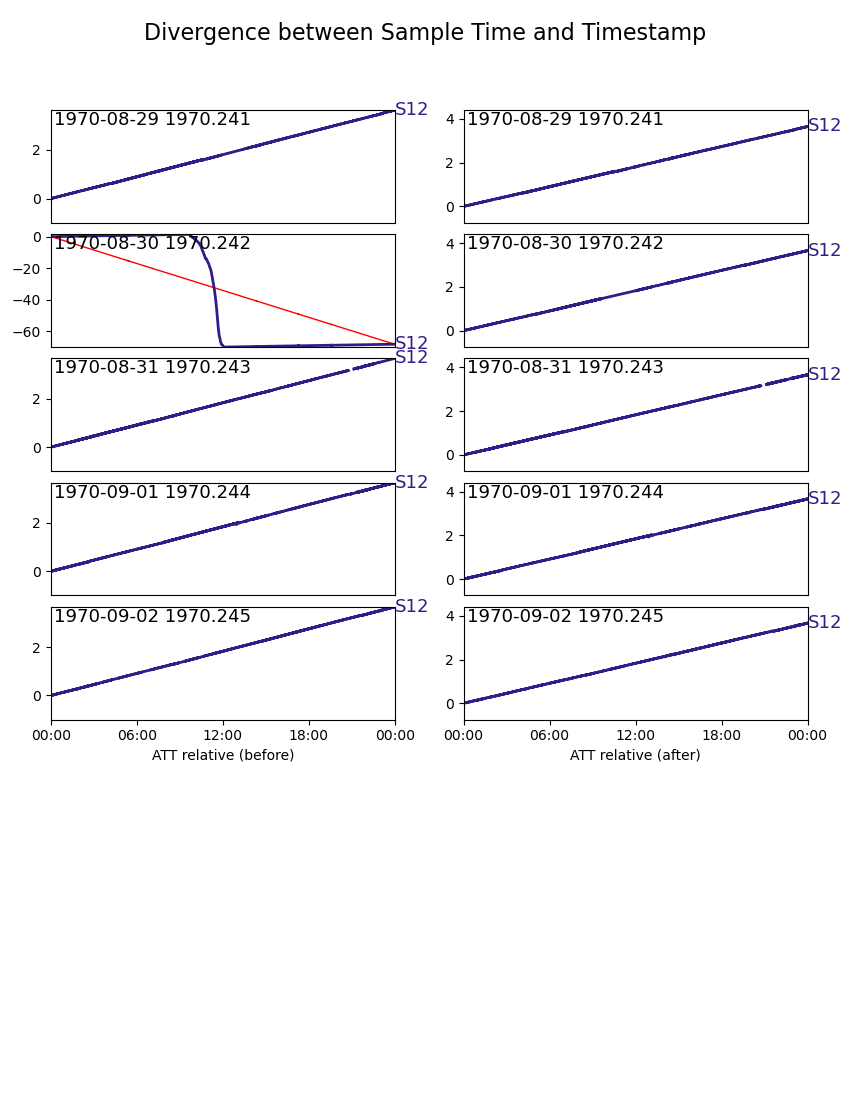 Divergence between Sample Time and Timestamp
1970-08-29 1970.241
S12
2
0
1970-08-29 1970.241
S12
4
2
0
1970-08-30 1970.242
S12
0
−20
−40
−60
1970-08-30 1970.242
S12
4
2
0
1970-08-31 1970.243
S12
2
0
1970-08-31 1970.243
S12
4
2
0
1970-09-01 1970.244
S12
2
0
1970-09-01 1970.244
S12
4
2
0
1970-09-02 1970.245
S12
2
0
1970-09-02 1970.245
S12
4
2
0
00:00 06:00 12:00 18:00 00:00
ATT relative (before)
00:00 06:00 12:00 18:00 00:00
ATT relative (after)